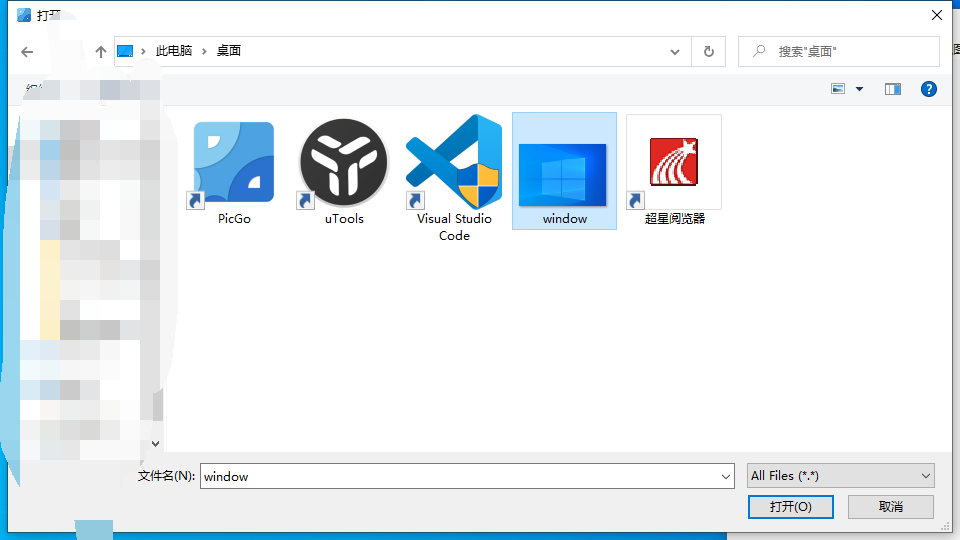 打开
此电脑 › 桌面
搜索"桌面"
PicGo
uTools
Visual Studio
Code
window
超星阅览器
文件名(N):
window
All Files (*.*)
打开(O)
取消